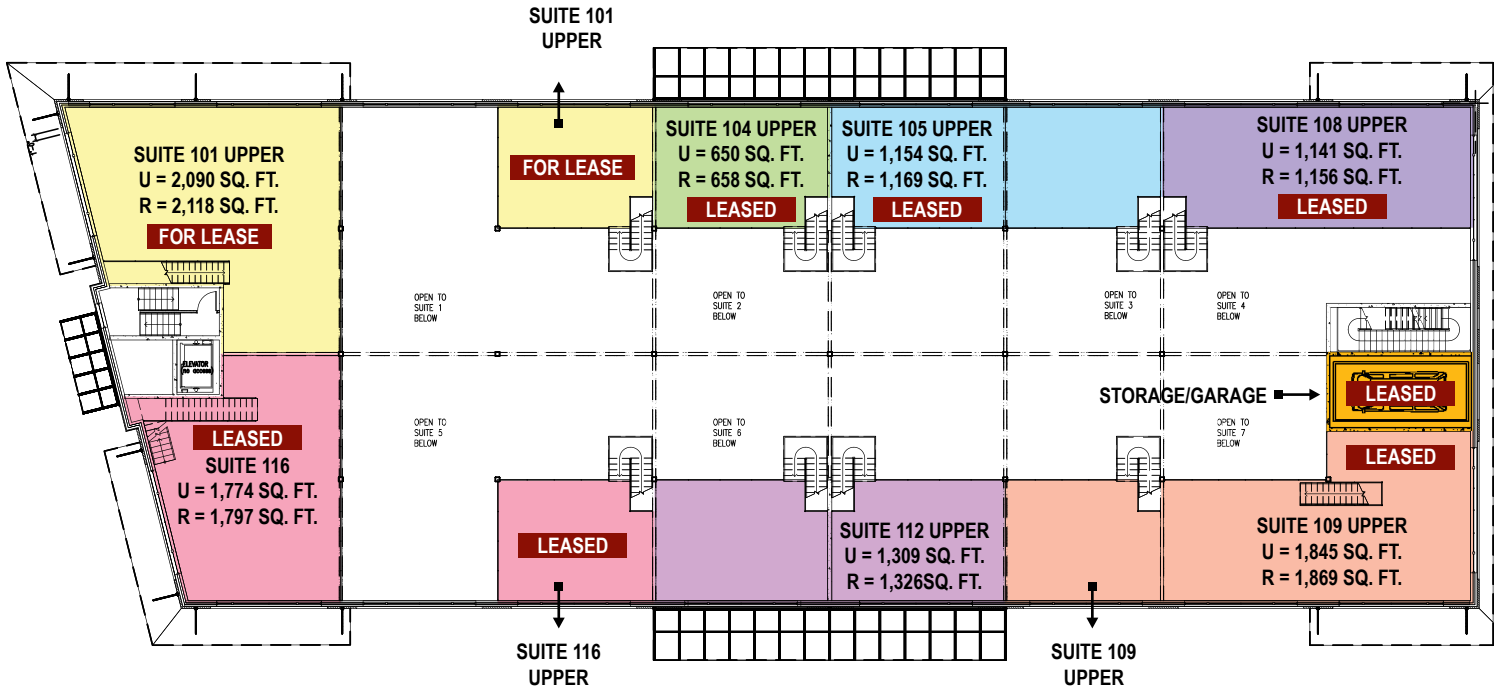 SUITE 101
UPPER
SUITE 101 UPPER
U = 2,090 SQ. FT.
R = 2,118 SQ. FT.
FOR LEASE
FOR LEASE
SUITE 104 UPPER
U = 650 SQ. FT.
R = 658 SQ. FT.
LEASED
SUITE 105 UPPER
U = 1,154 SQ. FT.
R = 1,169 SQ. FT.
LEASED
SUITE 108 UPPER
U = 1,141 SQ. FT.
R = 1,156 SQ. FT.
LEASED
OPEN TO
SUITE 1
BELOW
OPEN TO
SUITE 2
BELOW
OPEN TO
SUITE 3
BELOW
OPEN TO
SUITE 4
BELOW
ELEVATOR
(no access)
STORAGE/GARAGE
LEASED
OPEN TO
SUITE 5
BELOW
OPEN TO
SUITE 6
BELOW
OPEN TO
SUITE 7
BELOW
LEASED
SUITE 116
U = 1,774 SQ. FT.
R = 1,797 SQ. FT.
LEASED
SUITE 112 UPPER
U = 1,309 SQ. FT.
R = 1,326SQ. FT.
LEASED
SUITE 109 UPPER
U = 1,845 SQ. FT.
R = 1,869 SQ. FT.
SUITE 116
UPPER
SUITE 109
UPPER